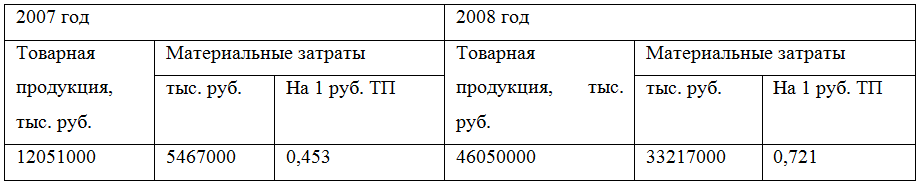 2007 год
2008 год
Товарная
продукция,
тыс. руб.
Материальные затраты
Товарная
продукция, тыс.
руб.
Материальные затраты
тыс. руб.
На 1 руб. ТП
тыс. руб.
На 1 руб. ТП
12051000
5467000
0,453
46050000
33217000
0,721